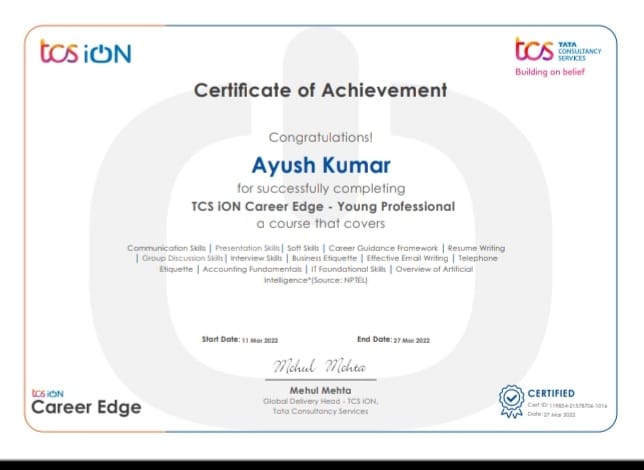 tcs iON
tcs TATA
CONSULTANCY
SERVICES
Building on belief
Certificate of Achievement
Congratulations!
Ayush Kumar
for successfully completing
TCS iON Career Edge - Young Professional
a course that covers
Communication Skills | Presentation Skills| Soft Skills | Career Guidance Framework | Resume Writing
| Group Discussion Skills| Interview Skills | Business Etiquette | Effective Email Writing | Telephone
Etiquette | Accounting Fundamentals | IT Foundational Skills | Overview of Artificial
Intelligence*(Source: NPTEL)
Start Date: 11 Mar 2022 End Date: 27 Mar 2022
Mehul Mehta
Mehul Mehta
Global Delivery Head - TCS iON,
Tata Consultancy Services
tcs iON
Career Edge
CERTIFIED
Cert ID: 119854-21578706-1016
Date: 27 Mar 2022